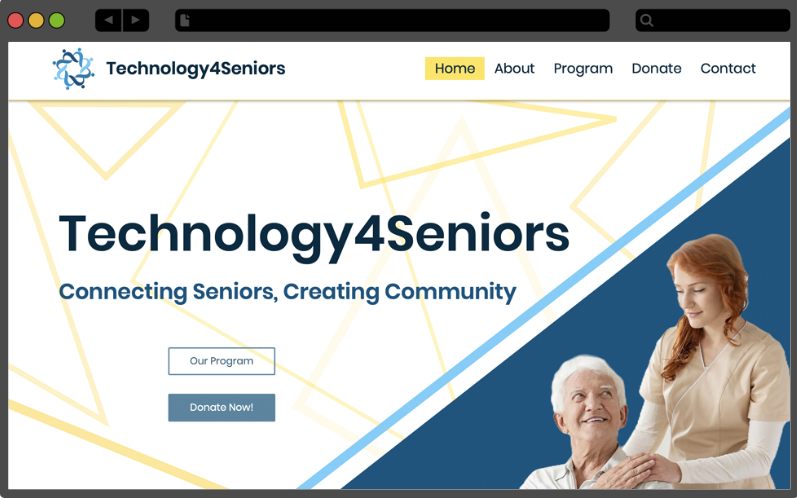 Technology4Seniors
Home About Program Donate Contact
Technology4Seniors
Connecting Seniors, Creating Community
Our Program
Donate Now!